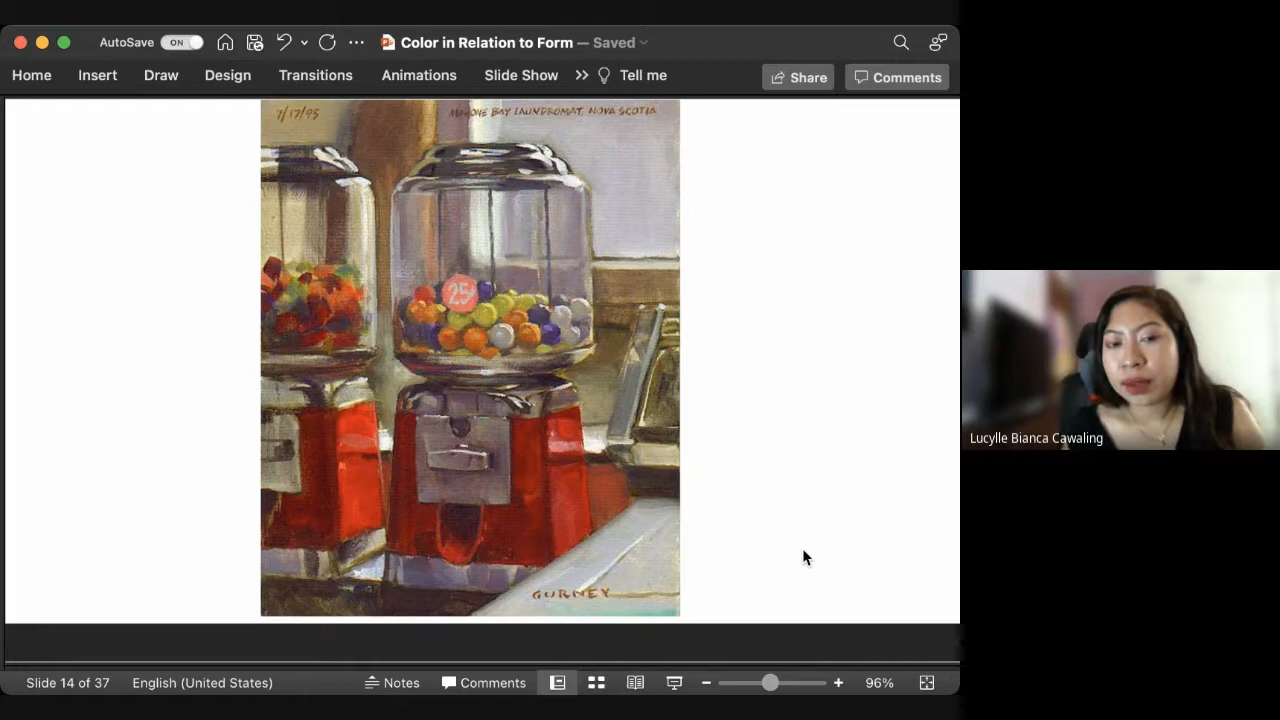 AutoSave ON Color in Relation to Form — Saved
Home Insert Draw Design Transitions Animations Slide Show Tell me Share Comments
7/17/95 MAHONE BAY LAUNDROMAT, NOVA SCOTIA
25
GURNEY
Lucylle Bianca Cawaling
Slide 14 of 37 English (United States) Notes Comments 96%